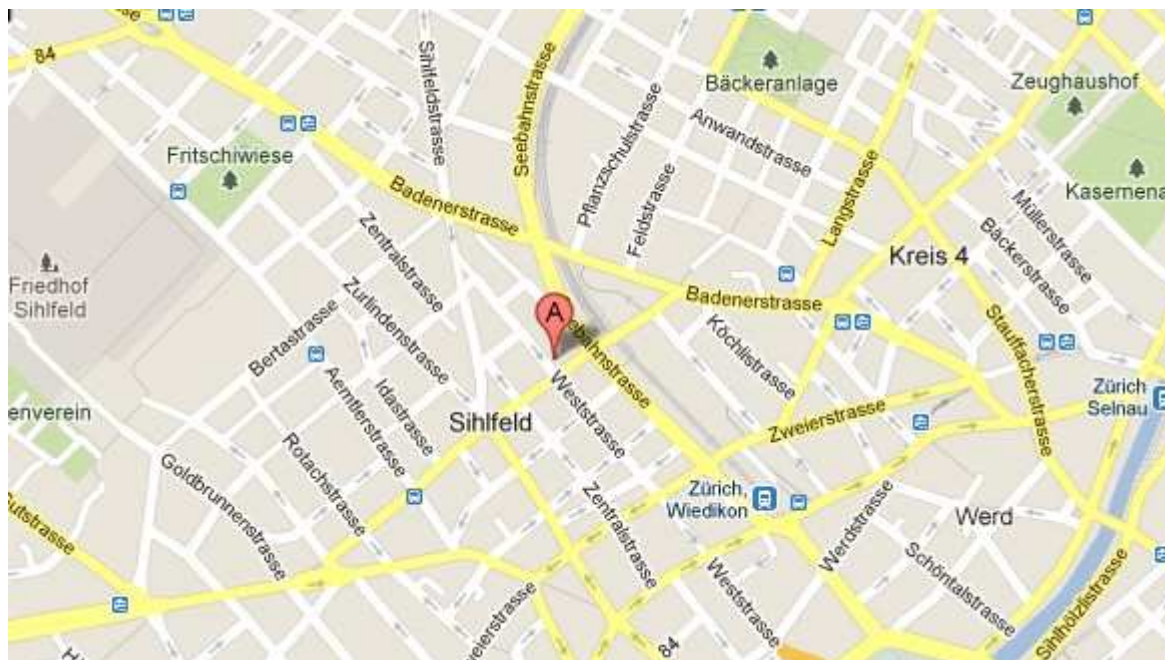 84
Sihlfeldstrasse
Seebahnstrasse
Bäckeranlage
Zeughaushof
Fritschiwiese
Pflanzschulstrasse
Anwandstrasse
Feldstrasse
Langstrasse
Kasernena
Müllerstrasse
Bäckerstrasse
Badenerstrasse
Zentralstrasse
Kreis 4
Friedhof
Sihlfeld
Zurlindenstrasse
Bertastrasse
A
Badenerstrasse
Stauffacherstrasse
Köchlistrasse
Aemtlerstrasse
Idastrasse
Weststrasse
Zürich
Selnau
enverein
Sihlfeld
Zweierstrasse
Rotachstrasse
Goldbrunnenstrasse
Zürich,
Wiedikon
Werd
Zentralstrasse
Werdstrasse
Schöntalstrasse
Weststrasse
84
Sihlhölzlistrasse